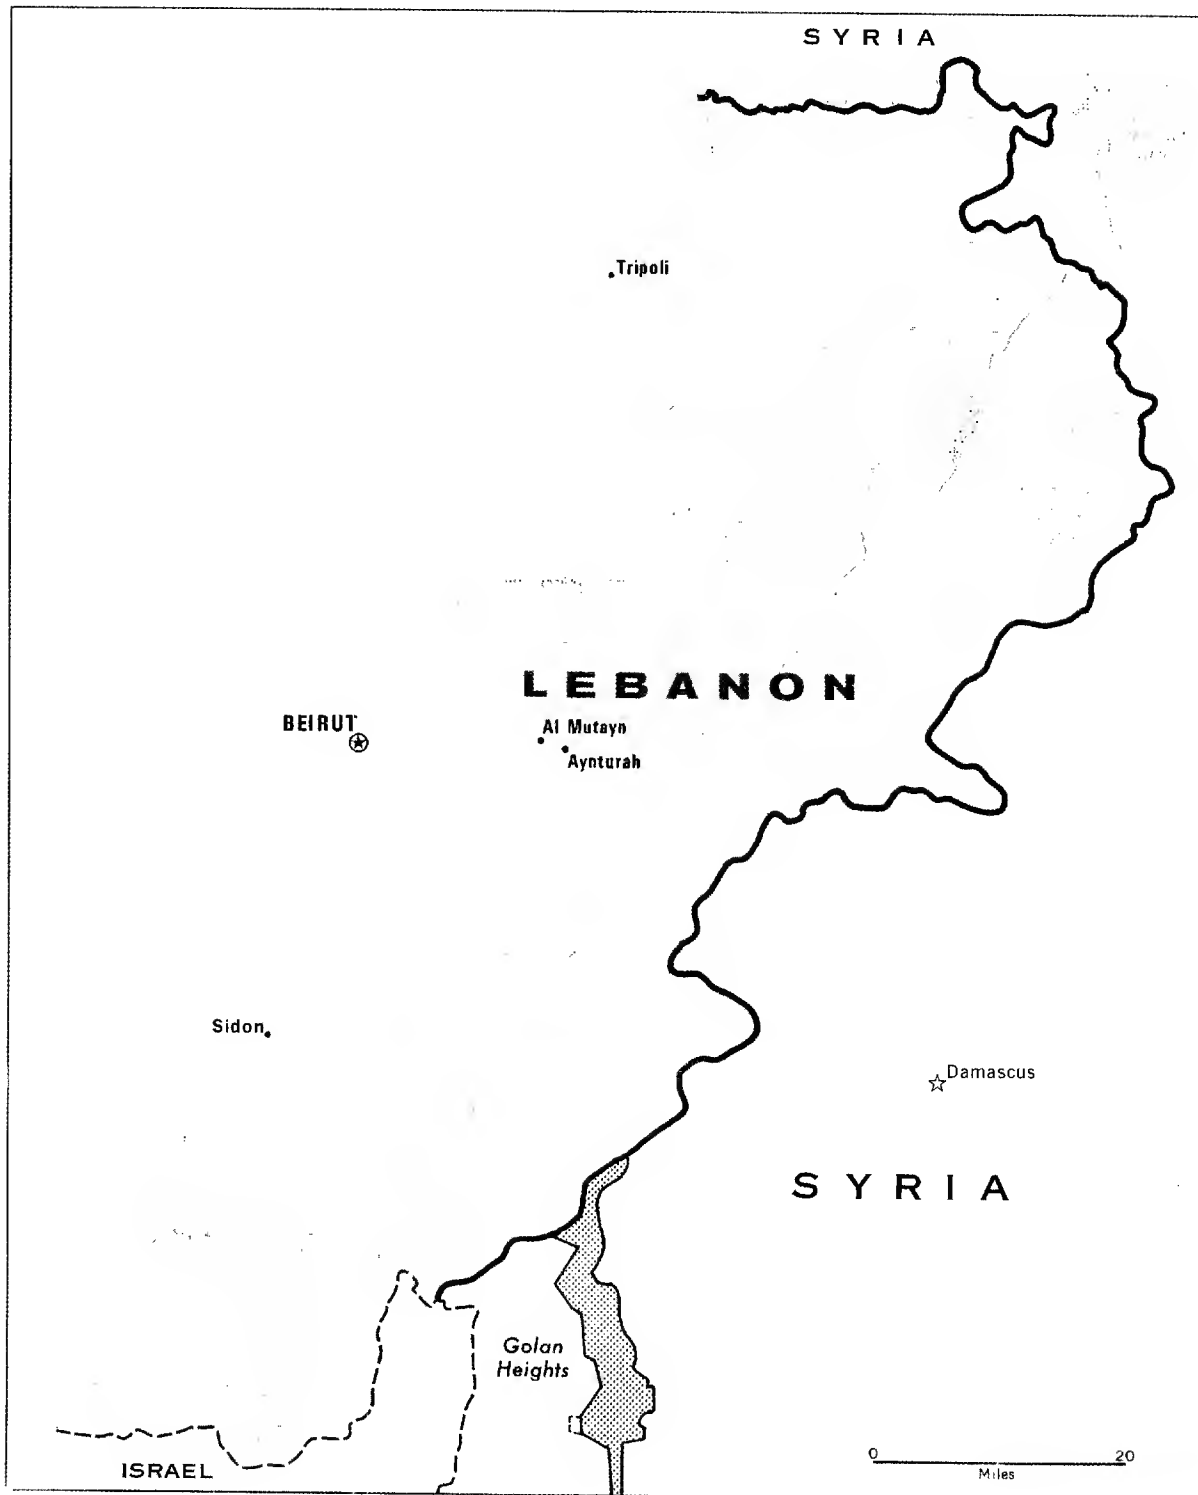 SYRIA
Tripoli
LEBANON
BEIRUT
Al Mutayn
Aynturah
Sidon
Damascus
SYRIA
Golan
Heights
ISRAEL
0 20
Miles